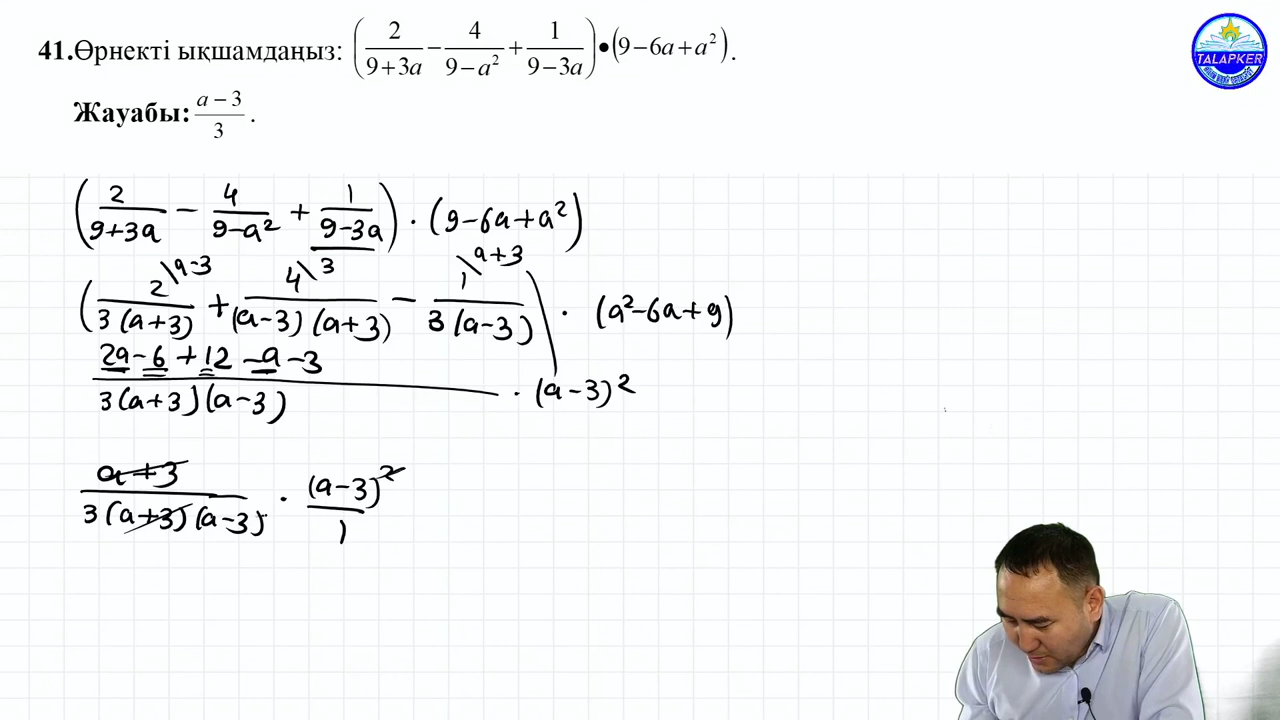 41.Өрнекті ықшамдаңыз: (2/(9+3a) − 4/(9−a²) + 1/(9−3a))•(9−6a+a²).
TALAPKER
Жауабы: (a−3)/3.
(2/(9+3a) − 4/(9−a²) + 1/(9−3a)) · (9−6a+a²)
(2\a−3/(3(a+3)) + 4\3/((a−3)(a+3)) − 1\a+3/(3(a−3))) · (a²−6a+9)
(2a−6+12−a−3)/(3(a+3)(a−3)) · (a−3)²
(a+3)/(3(a+3)(a−3)) · (a−3)²/1